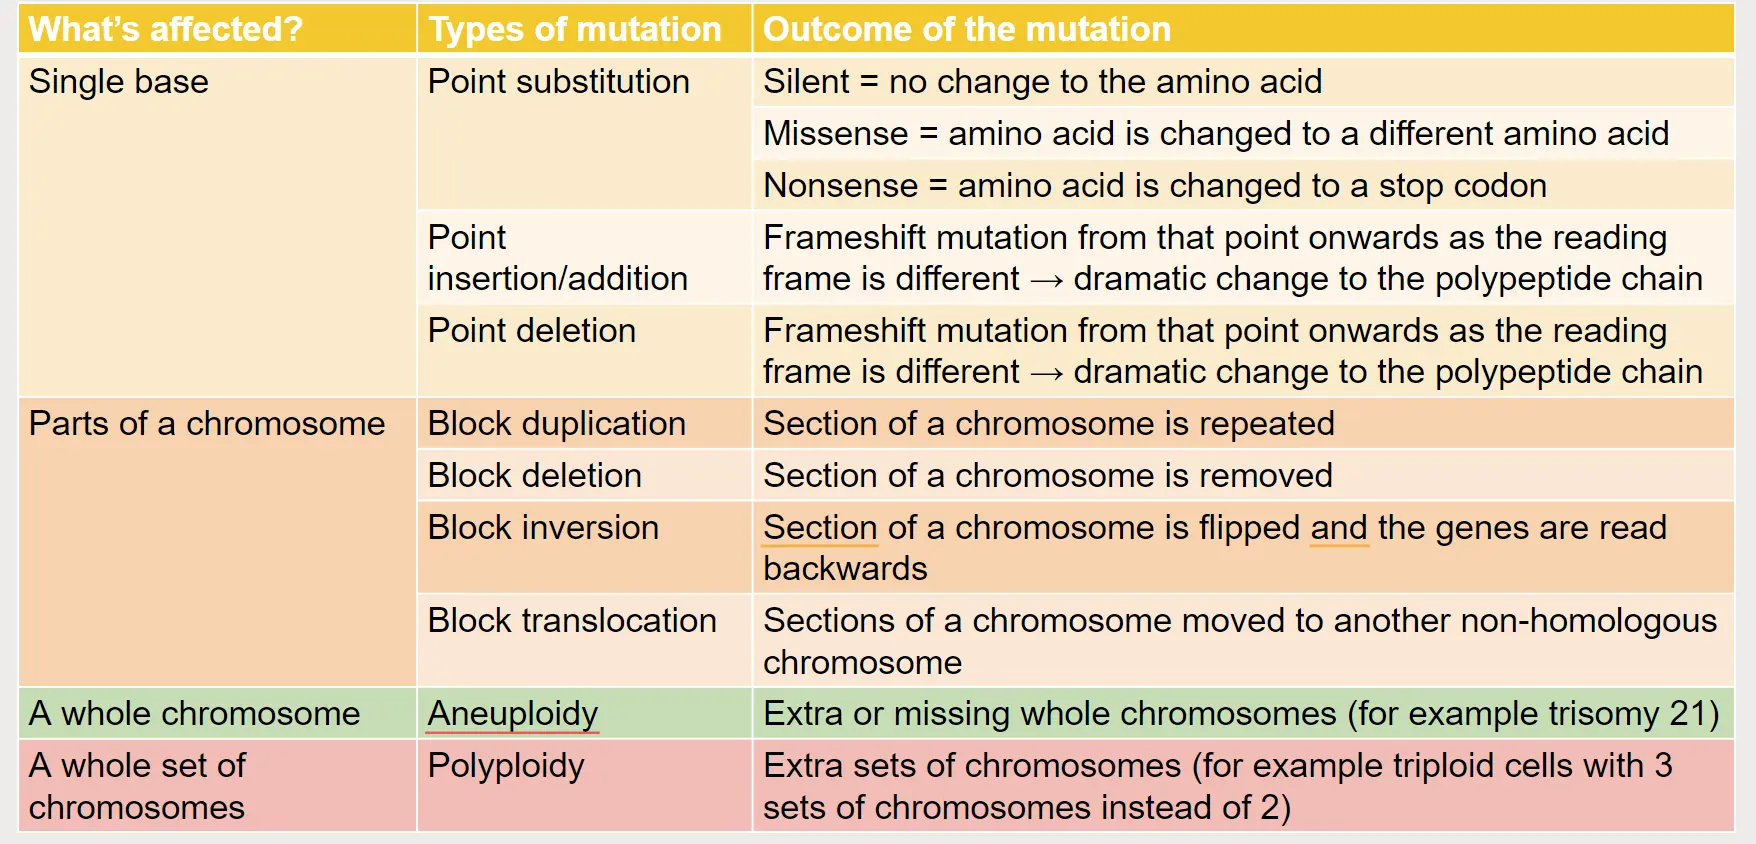 What's affected?
Types of mutation
Outcome of the mutation
Single base
Point substitution
Silent = no change to the amino acid
Missense = amino acid is changed to a different amino acid
Nonsense = amino acid is changed to a stop codon
Point
insertion/addition
Frameshift mutation from that point onwards as the reading
frame is different → dramatic change to the polypeptide chain
Point deletion
Frameshift mutation from that point onwards as the reading
frame is different → dramatic change to the polypeptide chain
Parts of a chromosome
Block duplication
Section of a chromosome is repeated
Block deletion
Section of a chromosome is removed
Block inversion
Section of a chromosome is flipped and the genes are read
backwards
Block translocation
Sections of a chromosome moved to another non-homologous
chromosome
A whole chromosome
Aneuploidy
Extra or missing whole chromosomes (for example trisomy 21)
A whole set of
chromosomes
Polyploidy
Extra sets of chromosomes (for example triploid cells with 3
sets of chromosomes instead of 2)